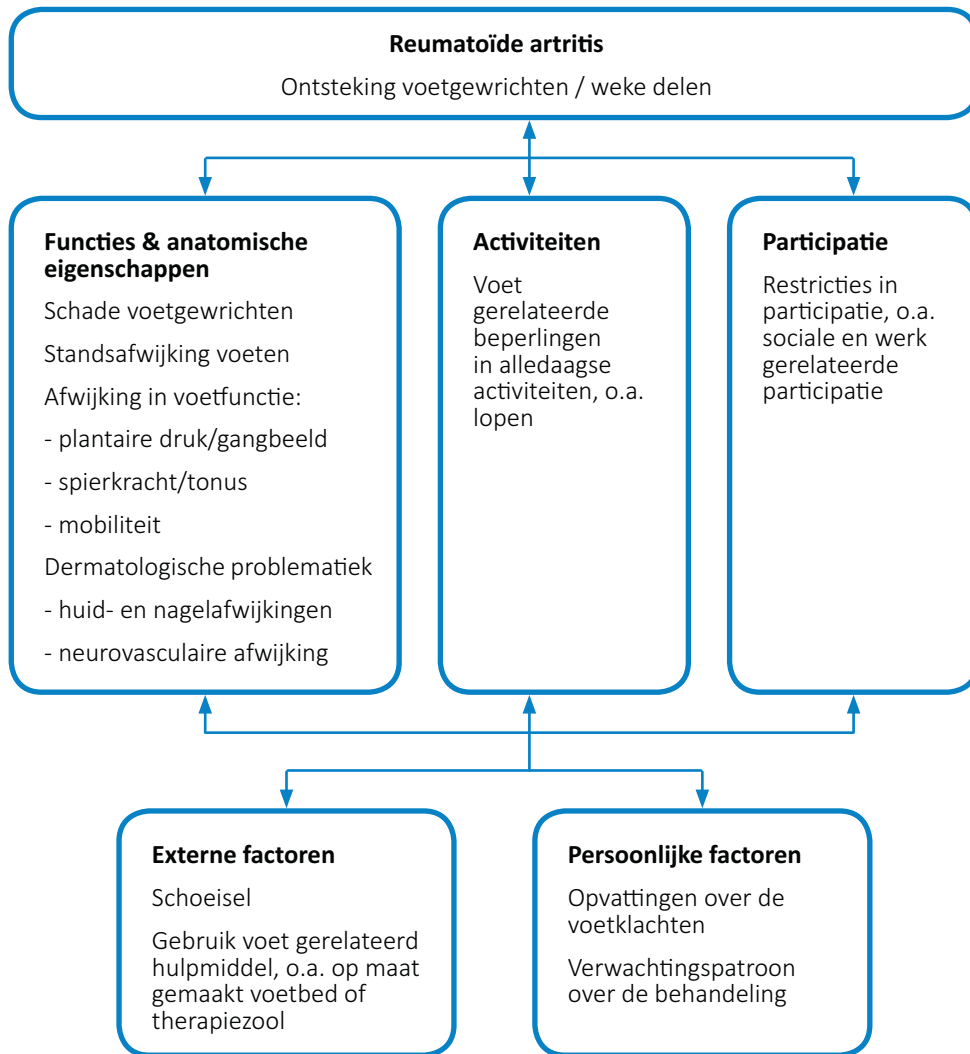 Reumatoïde artritis
Ontsteking voetgewrichten / weke delen
Functies & anatomische
eigenschappen
Schade voetgewrichten
Standsafwijking voeten
Afwijking in voetfunctie:
- plantaire druk/gangbeeld
- spierkracht/tonus
- mobiliteit
Dermatologische problematiek
- huid- en nagelafwijkingen
- neurovasculaire afwijking
Activiteiten
Voet
gerelateerde
beperlingen
in alledaagse
activiteiten, o.a.
lopen
Participatie
Restricties in
participatie, o.a.
sociale en werk
gerelateerde
participatie
Externe factoren
Schoeisel
Gebruik voet gerelateerd
hulpmiddel, o.a. op maat
gemaakt voetbed of
therapiezool
Persoonlijke factoren
Opvattingen over de
voetklachten
Verwachtingspatroon
over de behandeling